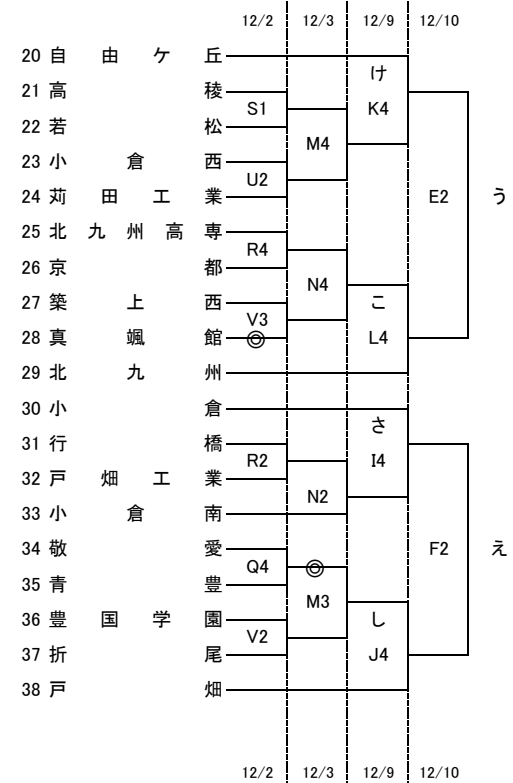 12/2 12/3 12/9 12/10
20 自由ケ丘
け
21 高稜
S1 K4
22 若松
M4
23 小倉西
U2
24 苅田工業 E2 う
25 北九州高専
R4
26 京都
N4
27 築上西 こ
V3
28 真颯館 L4
◎
29 北九州
30 小倉
さ
31 行橋
R2 I4
32 戸畑工業
N2
33 小倉南
34 敬愛 F2 え
Q4 ◎
35 青豊
M3
36 豊国学園 し
V2
37 折尾 J4
38 戸畑
12/2 12/3 12/9 12/10